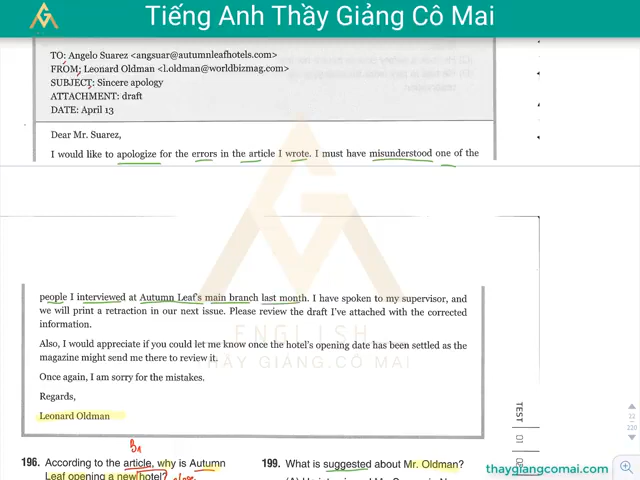 Tiếng Anh Thầy Giảng Cô Mai
TO: Angelo Suarez <angsuar@autumnleafhotels.com>
FROM: Leonard Oldman <l.oldman@worldbizmag.com>
SUBJECT: Sincere apology
ATTACHMENT: draft
DATE: April 13
Dear Mr. Suarez,
I would like to apologize for the errors in the article I wrote. I must have misunderstood one of the
people I interviewed at Autumn Leaf's main branch last month. I have spoken to my supervisor, and
we will print a retraction in our next issue. Please review the draft I've attached with the corrected
information.
ENGLISH
Also, I would appreciate if you could let me know once the hotel's opening date has been settled as the
magazine might send me there to review it.
THẦY GIẢNG.CÔ MAI
Once again, I am sorry for the mistakes.
Regards,
Leonard Oldman
TEST
01
196. According to the article, why is Autumn
Leaf opening a new hotel?
199. What is suggested about Mr. Oldman?
thaygiangcomai.com
220